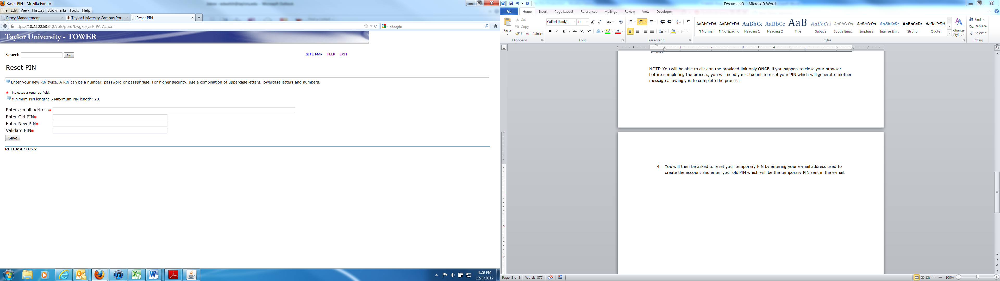 Reset PIN - Mozilla Firefox
File Edit View History Bookmarks Tools Help
Proxy Management
Taylor University Campus Por...
Reset PIN
https://10.2.100.68:8407/pls/pprd/bwgkpxya.P_PA_Action
Google
Taylor University - TOWER
Search
Go
SITE MAP HELP EXIT
Reset PIN
Enter your new PIN twice. A PIN can be a number, password or passphrase. For higher security, use a combination of uppercase letters, lowercase letters and numbers.
* - indicates a required field.
Minimum PIN length: 6 Maximum PIN length: 20.
Enter e-mail address*
Enter Old PIN*
Enter New PIN*
Validate PIN*
Save
RELEASE: 8.5.2
4:28 PM
12/3/2012
Document3 - Microsoft Word
File Home Insert Page Layout References Mailings Review View Developer
Paste
Cut
Copy
Format Painter
Clipboard
Calibri (Body) 11
Font
Paragraph
AaBbCcDd AaBbCcDd AaBbCc AaBbCc AaB AaBbCcl AaBbCcDd AaBbCcDd AaBbCcDd AaBbCcDc AaBbCcDd
¶ Normal ¶ No Spacing Heading 1 Heading 2 Title Subtitle Subtle Emp... Emphasis Intense Em... Strong Quote
Change
Styles
Styles
Find
Replace
Select
Editing
1 1 2 3 4 5 6 7
RELEASE: 8.5.2
NOTE: You will be able to click on the provided link only ONCE. If you happen to close your browser
before completing the process, you will need your student to reset your PIN which will generate another
message allowing you to complete the process.
4. You will then be asked to reset your temporary PIN by entering your e-mail address used to
create the account and enter your old PIN which will be the temporary PIN sent in the e-mail.
Page: 3 of 3 Words: 377
100%